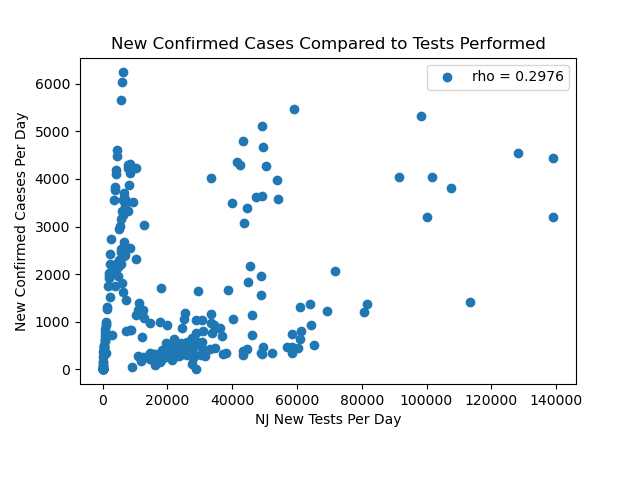 New Confirmed Cases Compared to Tests Performed
rho = 0.2976
New Confirmed Caeses Per Day
6000
5000
4000
3000
2000
1000
0
0 20000 40000 60000 80000 100000 120000 140000
NJ New Tests Per Day